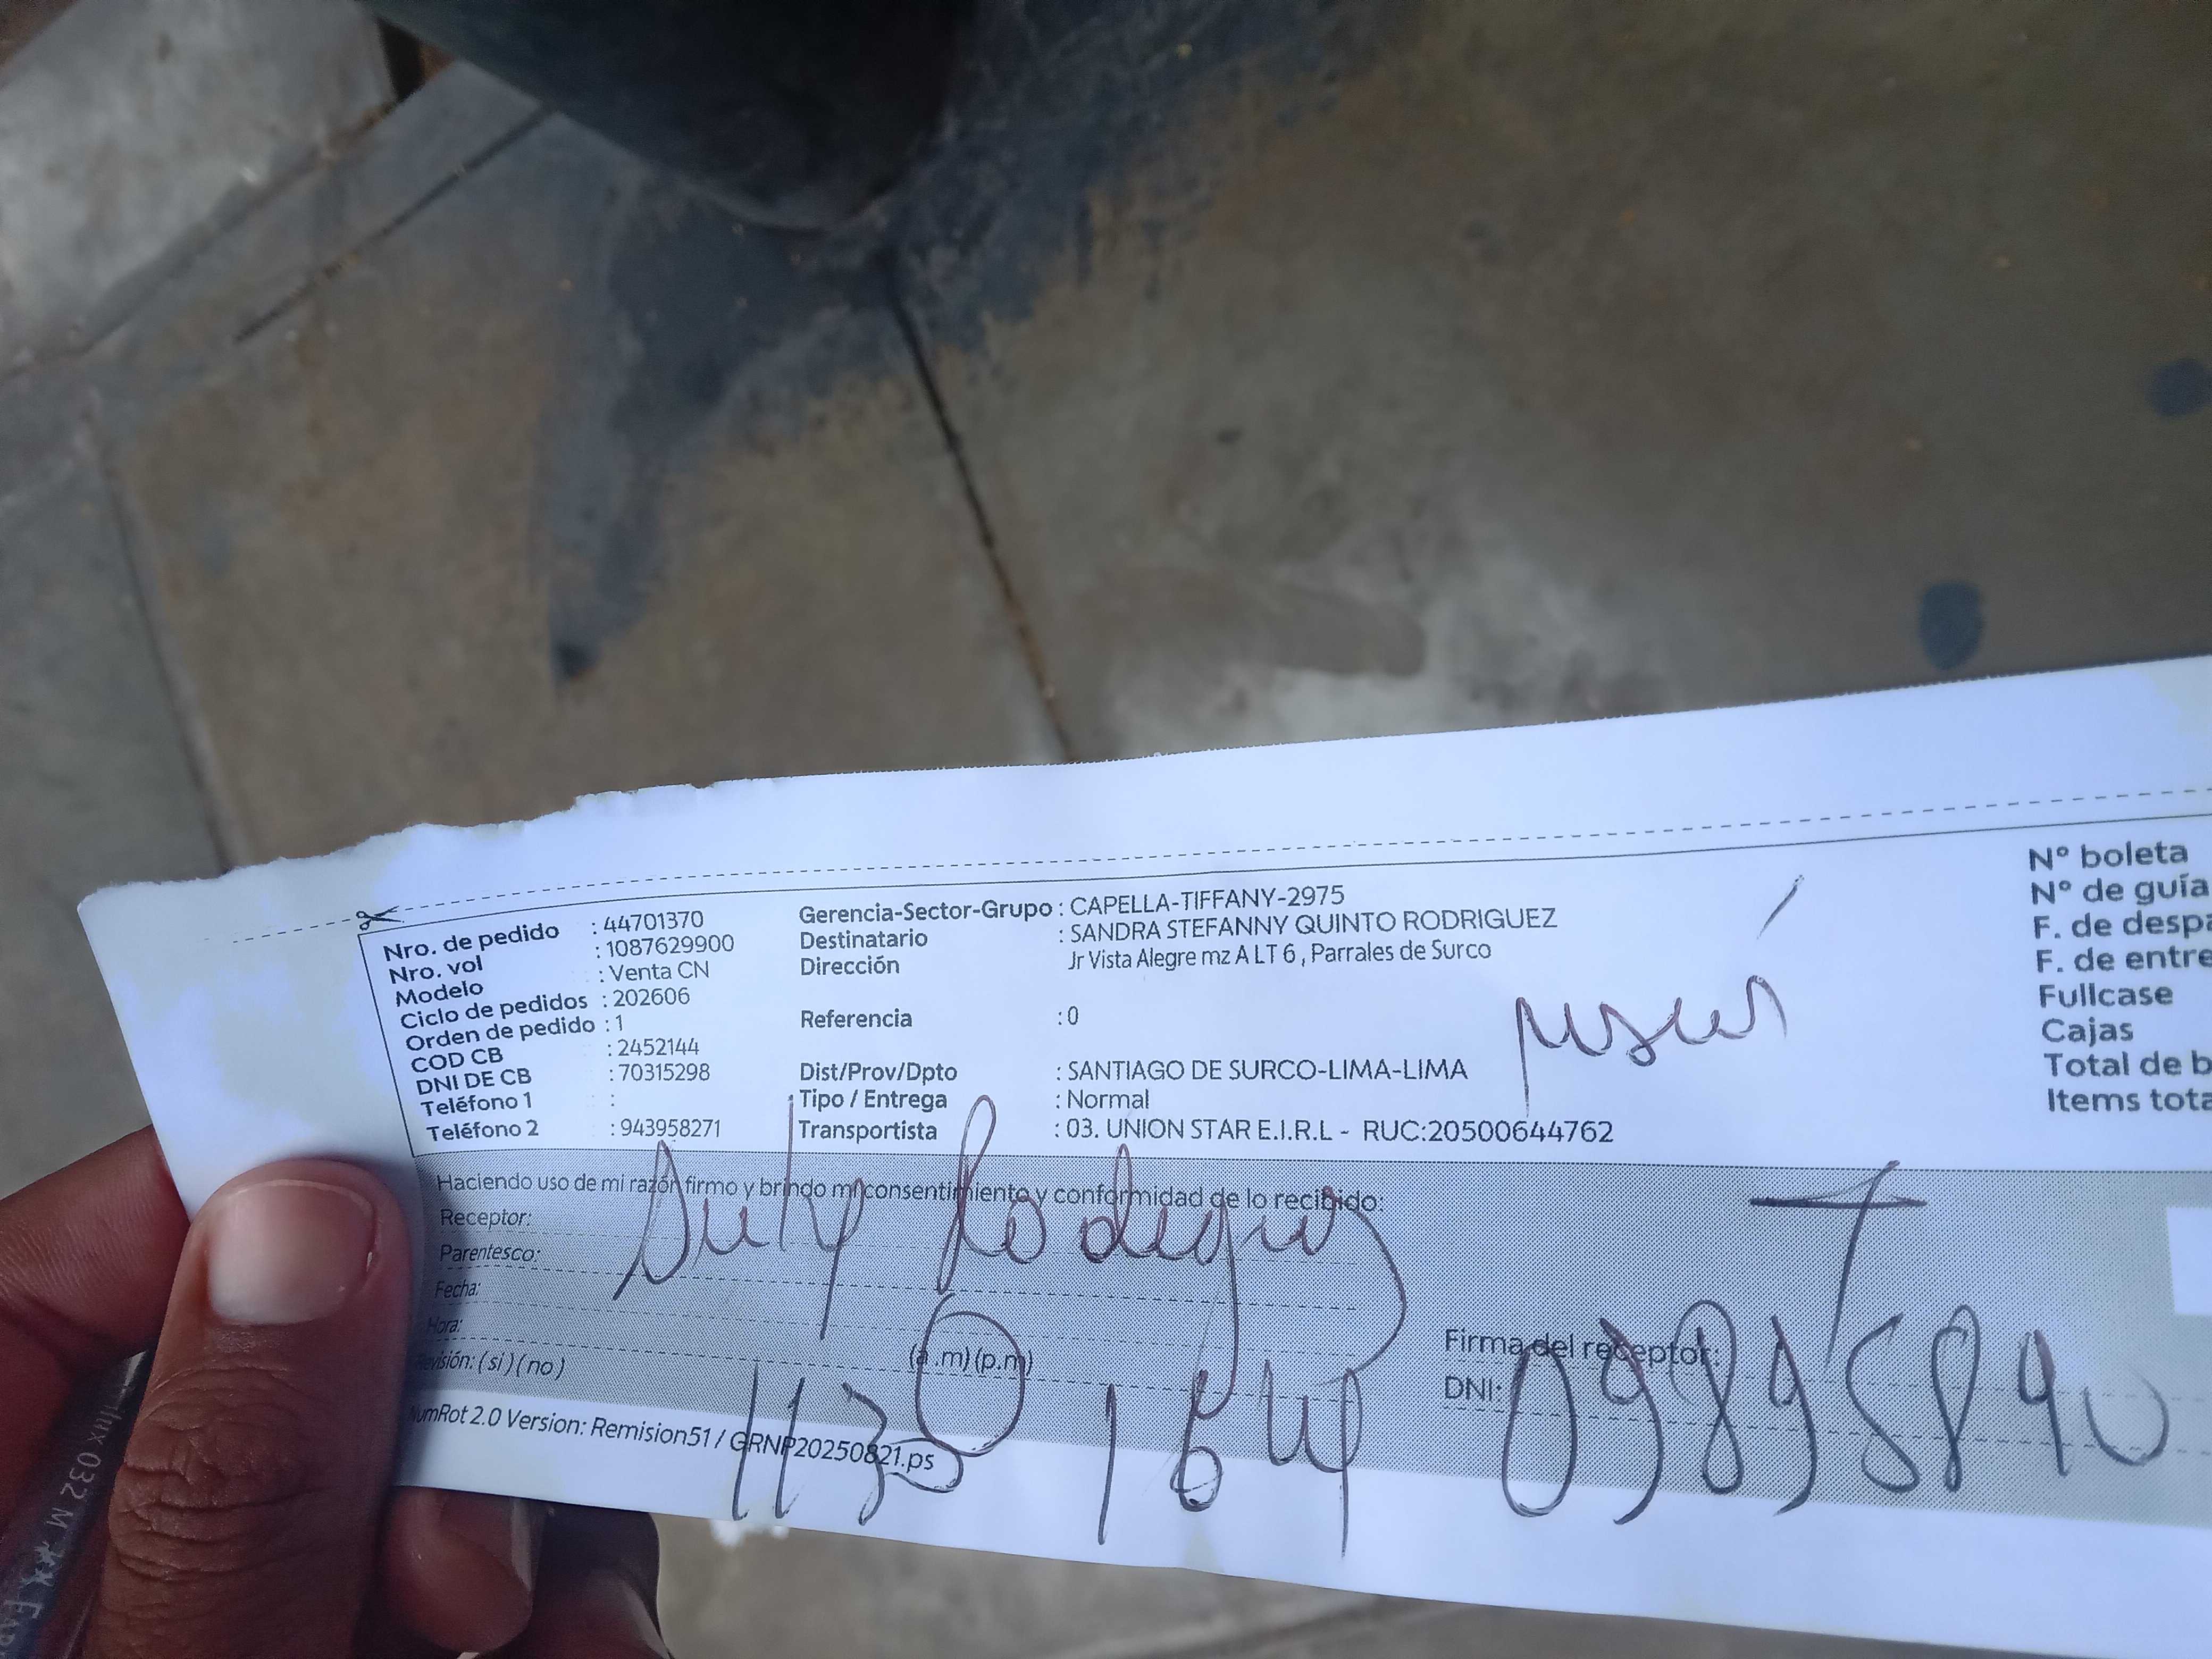 Nro. de pedido : 44701370
Nro. vol : 1087629900
Modelo : Venta CN
Ciclo de pedidos : 202606
Orden de pedido : 1
COD CB : 2452144
DNI DE CB : 70315298
Teléfono 1 :
Teléfono 2 : 943958271
Gerencia-Sector-Grupo : CAPELLA-TIFFANY-2975
Destinatario : SANDRA STEFANNY QUINTO RODRIGUEZ
Dirección Jr Vista Alegre mz A LT 6 , Parrales de Surco
Referencia : 0
Dist/Prov/Dpto : SANTIAGO DE SURCO-LIMA-LIMA
Tipo / Entrega : Normal
Transportista : 03. UNION STAR E.I.R.L - RUC:20500644762
Nº boleta
Nº de guía
F. de despa
F. de entre
Fullcase
Cajas
Total de b
Items tota
Haciendo uso de mi razón firmo y brindo mi consentimiento y conformidad de lo recibido:
Receptor:
Parentesco:
Fecha:
Hora: (a.m) (p.m)
Revisión: ( si ) ( no )
Firma del receptor:
DNI: 09895890
NumRot 2.0 Version: Remision51 / GRNP20250821.ps
1130
ilux 032 M